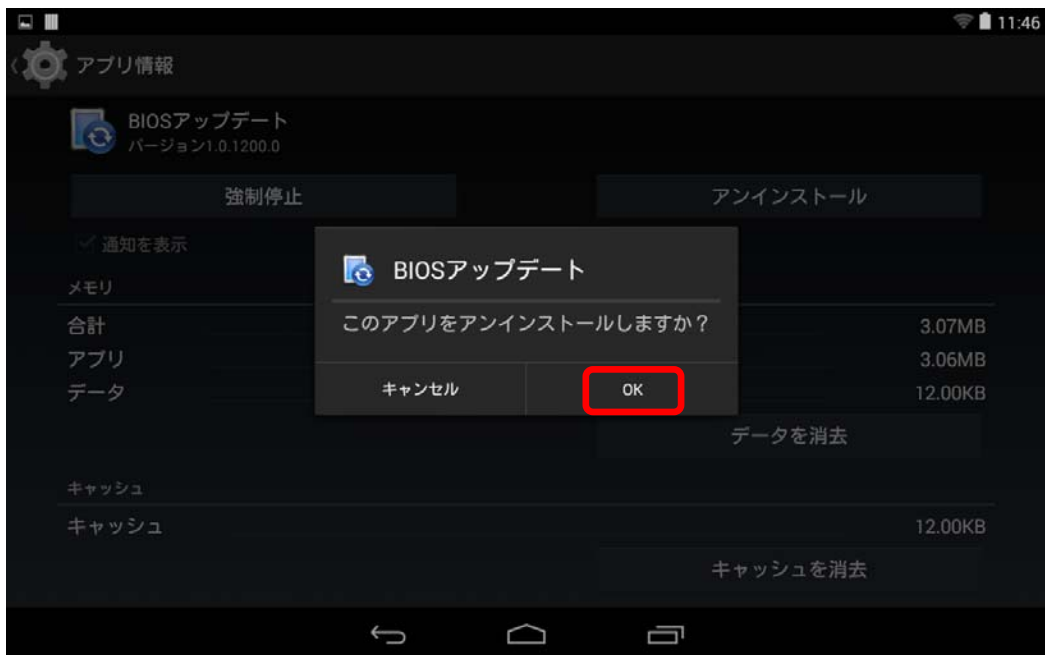 11:46
アプリ情報
BIOSアップデート
バージョン1.0.1200.0
強制停止
アンインストール
通知を表示
BIOSアップデート
このアプリをアンインストールしますか？
キャンセル
OK
メモリ
合計
3.07MB
アプリ
3.06MB
データ
12.00KB
データを消去
キャッシュ
キャッシュ
12.00KB
キャッシュを消去